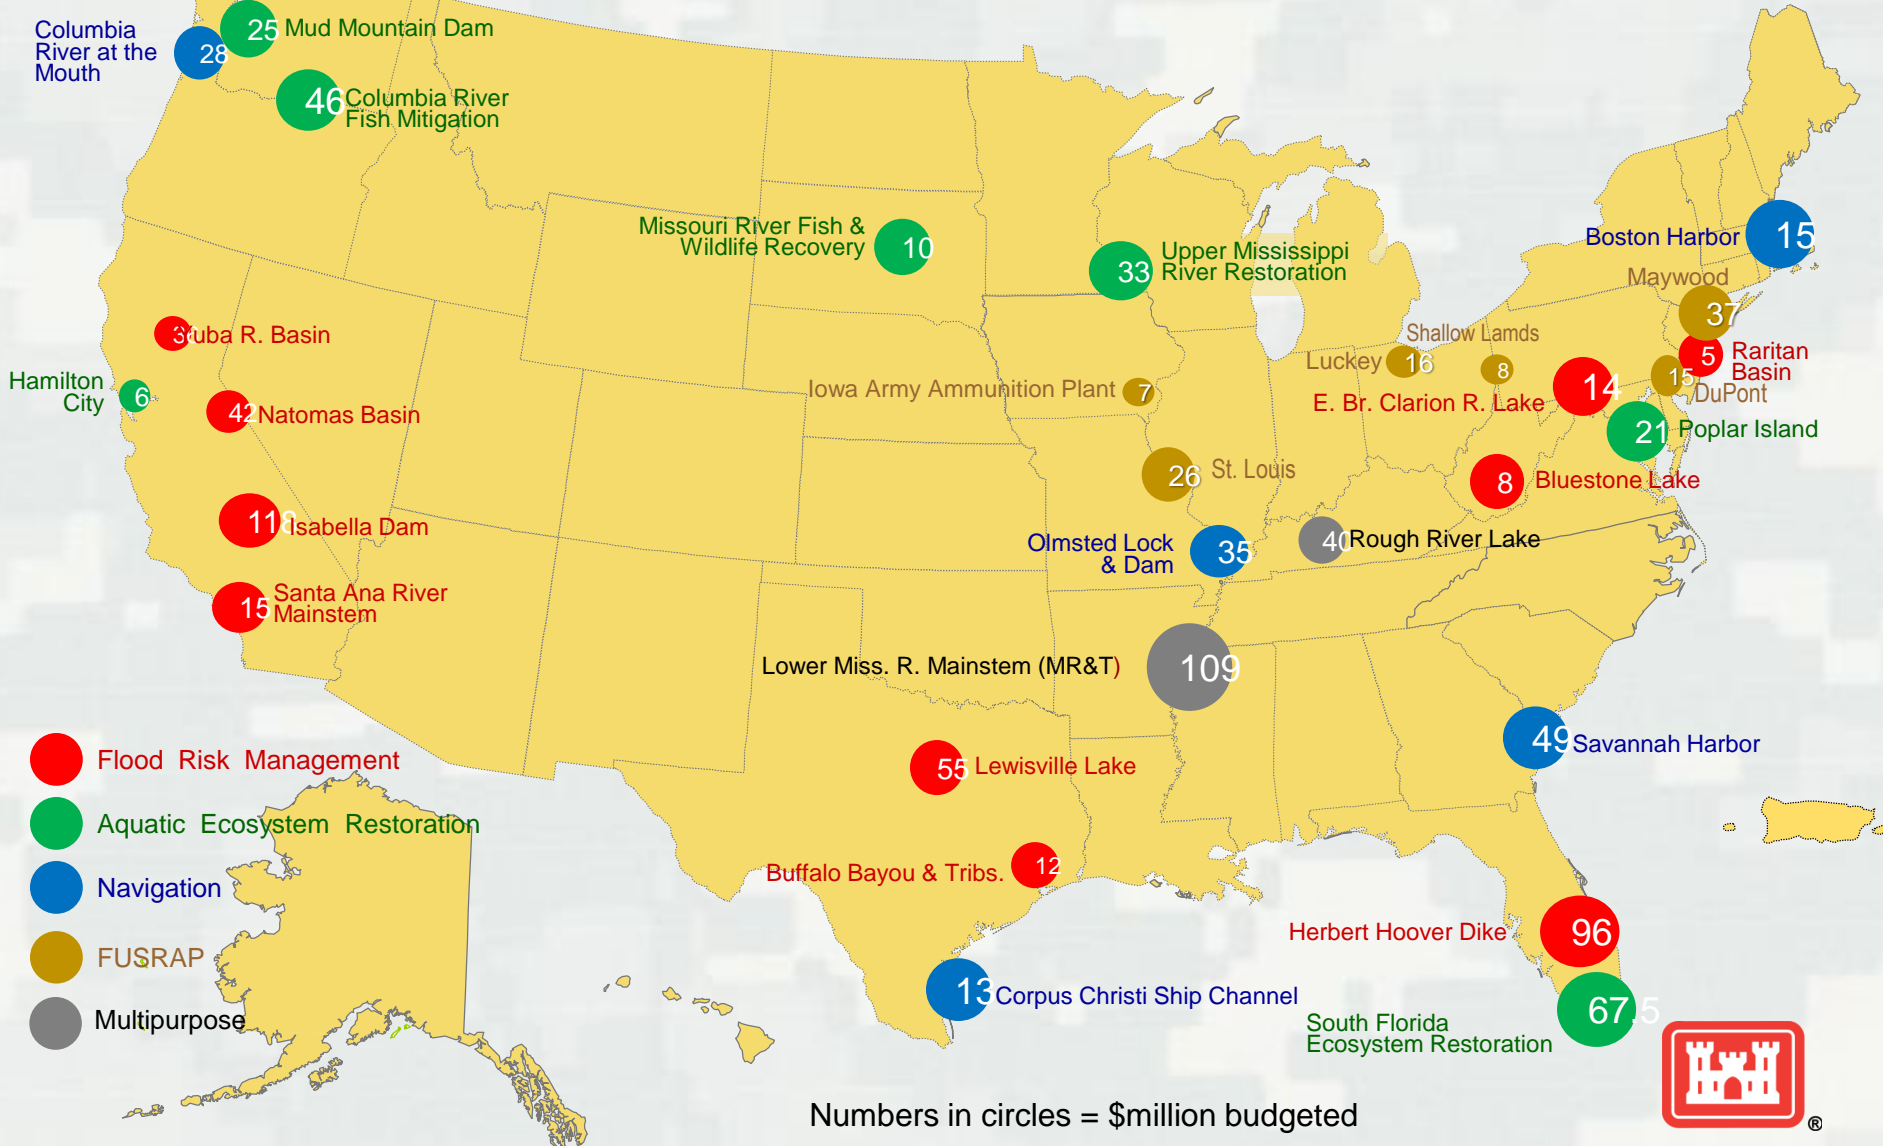 Columbia
River at the
Mouth
28
25 Mud Mountain Dam
46 Columbia River
Fish Mitigation
Missouri River Fish &
Wildlife Recovery
10
33 Upper Mississippi
River Restoration
Boston Harbor 15
Maywood
37
Yuba R. Basin
Hamilton
City
6
42 Natomas Basin
118 Isabella Dam
15 Santa Ana River
Mainstem
Iowa Army Ammunition Plant 7
Luckey 16
Shallow Lamds
8
5 Raritan
Basin
15
DuPont
E. Br. Clarion R. Lake 14
21 Poplar Island
26 St. Louis
8 Bluestone Lake
Olmsted Lock
& Dam
35
40 Rough River Lake
Lower Miss. R. Mainstem (MR&T) 109
49 Savannah Harbor
55 Lewisville Lake
Buffalo Bayou & Tribs. 12
Herbert Hoover Dike 96
13 Corpus Christi Ship Channel
67.5
South Florida
Ecosystem Restoration
Flood Risk Management
Aquatic Ecosystem Restoration
Navigation
FUSRAP
Multipurpose
Numbers in circles = $million budgeted
®